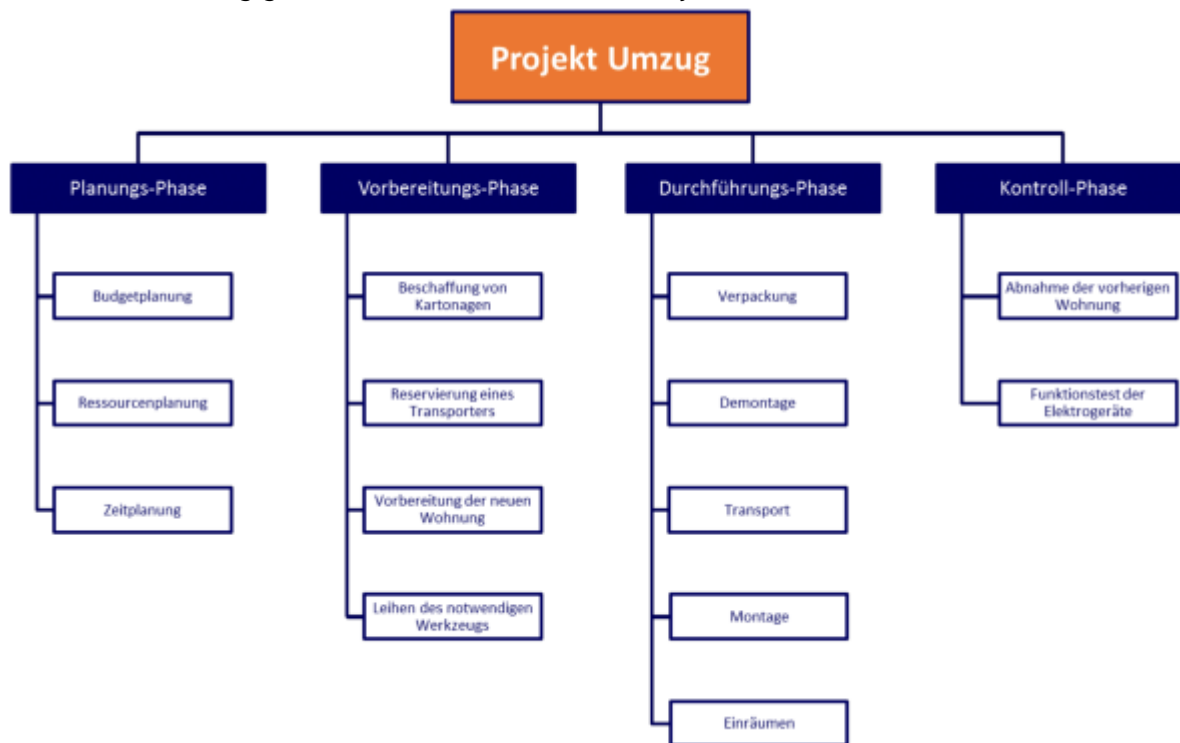 Projekt Umzug
Planungs-Phase
Budgetplanung
Ressourcenplanung
Zeitplanung
Vorbereitungs-Phase
Beschaffung von
Kartonagen
Reservierung eines
Transporters
Vorbereitung der neuen
Wohnung
Leihen des notwendigen
Werkzeugs
Durchführungs-Phase
Verpackung
Demontage
Transport
Montage
Einräumen
Kontroll-Phase
Abnahme der vorherigen
Wohnung
Funktionstest der
Elektrogeräte